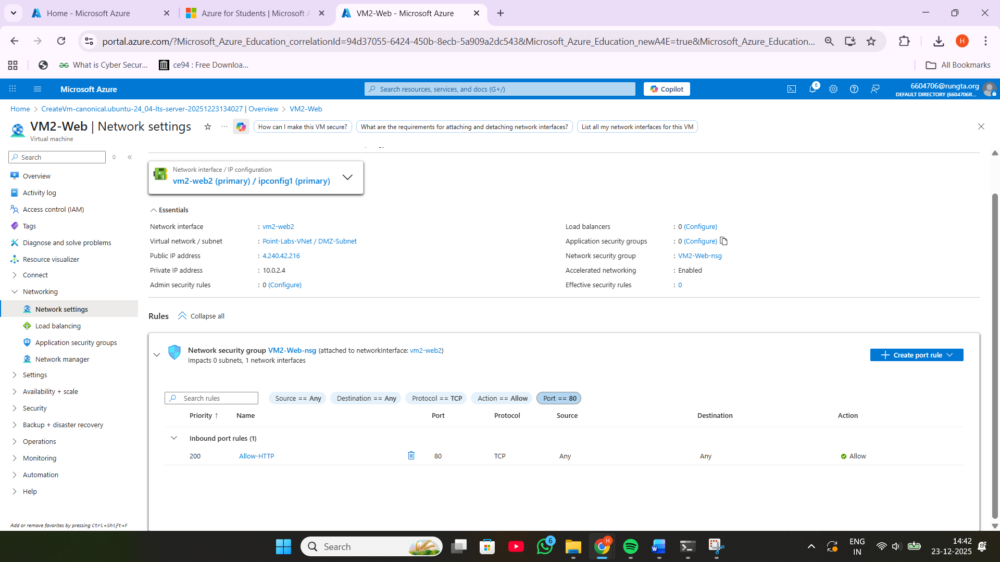 Home - Microsoft Azure
Azure for Students | Microsoft A
VM2-Web - Microsoft Azure
portal.azure.com/?Microsoft_Azure_Education_correlationId=94d37055-6424-450b-8ecb-5a909a2dc543&Microsoft_Azure_Education_newA4E=true&Microsoft_Azure_Education...
H
What is Cyber Secur...
ce94 : Free Downloa...
All Bookmarks
Microsoft Azure
Search resources, services, and docs (G+/)
Copilot
6
6604706@rungta.org
DEFAULT DIRECTORY (6604706R...
Home > CreateVm-canonical.ubuntu-24_04-lts-server-20251223134027 | Overview > VM2-Web
VM2-Web | Network settings
Virtual machine
How can I make this VM secure?
What are the requirements for attaching and detaching network interfaces?
List all my network interfaces for this VM
Search
Overview
Activity log
Access control (IAM)
Tags
Diagnose and solve problems
Resource visualizer
Connect
Networking
Network settings
Load balancing
Application security groups
Network manager
Settings
Availability + scale
Security
Backup + disaster recovery
Operations
Monitoring
Automation
Help
Add or remove favorites by pressing Ctrl+Shift+F
Network interface / IP configuration
vm2-web2 (primary) / ipconfig1 (primary)
Essentials
Network interface : vm2-web2
Virtual network / subnet : Point-Labs-VNet / DMZ-Subnet
Public IP address : 4.240.42.216
Private IP address : 10.0.2.4
Admin security rules : 0 (Configure)
Load balancers : 0 (Configure)
Application security groups : 0 (Configure)
Network security group : VM2-Web-nsg
Accelerated networking : Enabled
Effective security rules : 0
Rules
Collapse all
Network security group VM2-Web-nsg (attached to networkInterface: vm2-web2)
Impacts 0 subnets, 1 network interfaces
Create port rule
Search rules
Source == Any
Destination == Any
Protocol == TCP
Action == Allow
Port == 80
Priority ↑ Name Port Protocol Source Destination Action
Inbound port rules (1)
200 Allow-HTTP 80 TCP Any Any Allow
Search
6
H
ENG
IN
14:42
23-12-2025